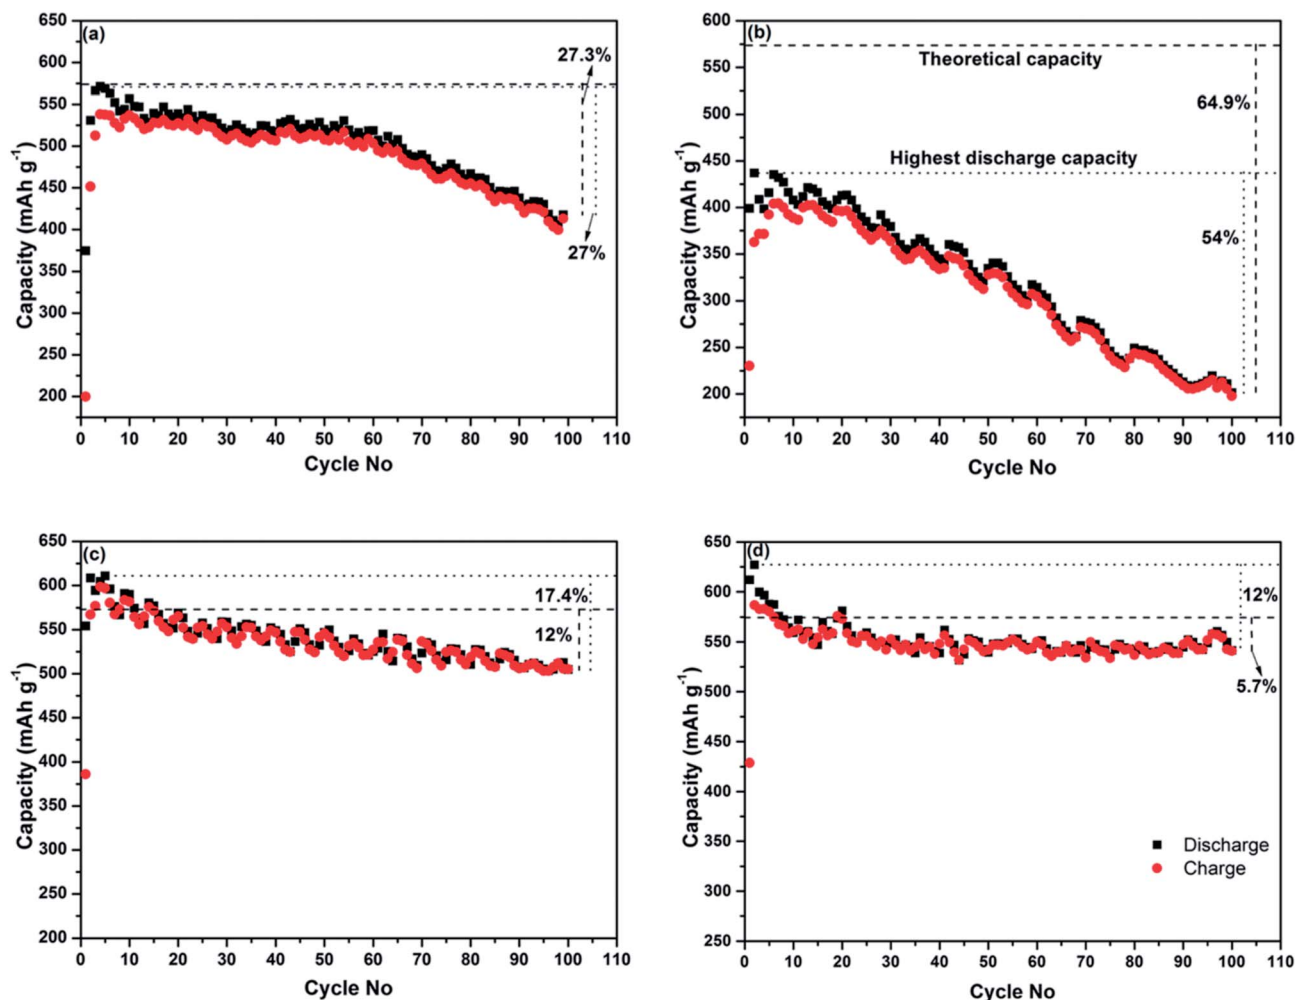 (a)
650
600
550
500
450
400
350
300
250
200
Capacity (mAh g⁻¹)
27.3%
27%
0 10 20 30 40 50 60 70 80 90 100 110
Cycle No
(b)
600
550
500
450
400
350
300
250
200
Capacity (mAh g⁻¹)
Theoretical capacity
64.9%
Highest discharge capacity
54%
0 10 20 30 40 50 60 70 80 90 100 110
Cycle No
(c)
650
600
550
500
450
400
350
300
250
200
Capacity (mAh g⁻¹)
17.4%
12%
0 10 20 30 40 50 60 70 80 90 100 110
Cycle No
(d)
650
600
550
500
450
400
350
300
250
Capacity (mAh g⁻¹)
12%
5.7%
Discharge
Charge
0 10 20 30 40 50 60 70 80 90 100 110
Cycle No